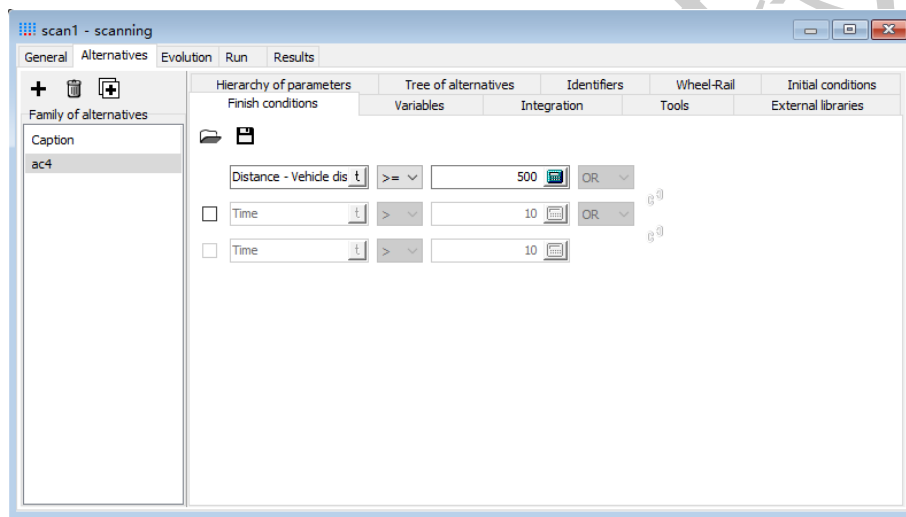 scan1 - scanning
General Alternatives Evolution Run Results
Family of alternatives
Caption
ac4
Hierarchy of parameters Tree of alternatives Identifiers Wheel-Rail Initial conditions
Finish conditions Variables Integration Tools External libraries
Distance - Vehicle dis t >= 500 OR
Time t > 10 OR
Time t > 10